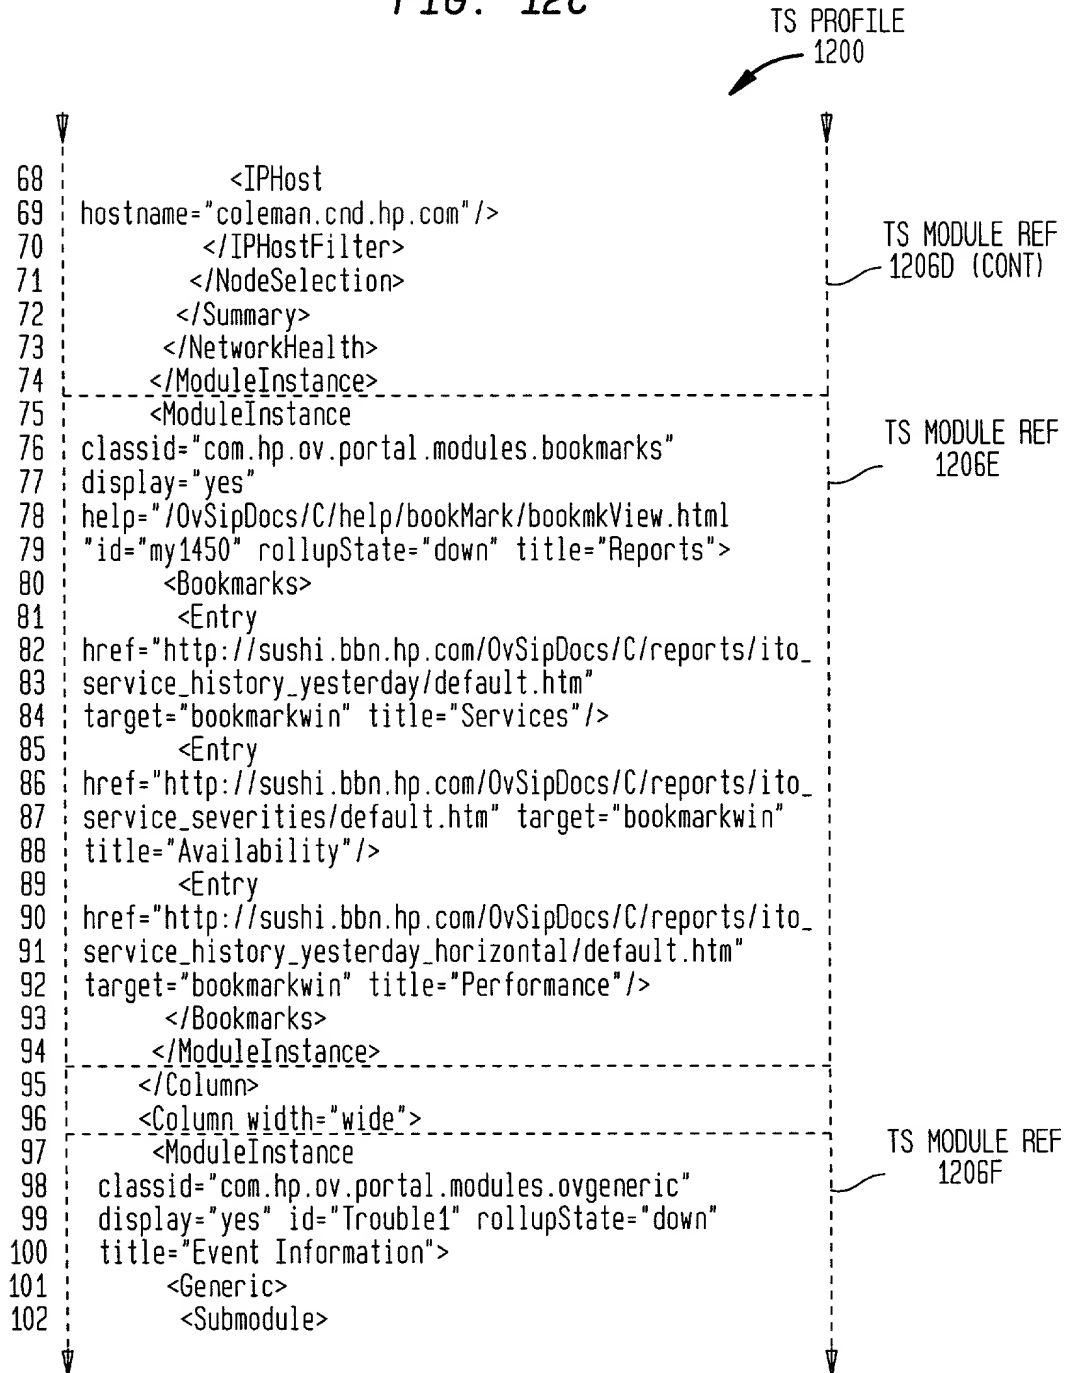 FIG. 12C
TS PROFILE
1200
68 <IPHost
69 hostname="coleman.cnd.hp.com"/>
70 </IPHostFilter>
71 </NodeSelection>
72 </Summary>
73 </NetworkHealth>
74 </ModuleInstance>
TS MODULE REF
1206D (CONT)
75 <ModuleInstance
76 classid="com.hp.ov.portal.modules.bookmarks"
77 display="yes"
78 help="/OvSipDocs/C/help/bookMark/bookmkView.html
79 "id="my1450" rollupState="down" title="Reports">
80 <Bookmarks>
81 <Entry
82 href="http://sushi.bbn.hp.com/OvSipDocs/C/reports/ito_
83 service_history_yesterday/default.htm"
84 target="bookmarkwin" title="Services"/>
85 <Entry
86 href="http://sushi.bbn.hp.com/OvSipDocs/C/reports/ito_
87 service_severities/default.htm" target="bookmarkwin"
88 title="Availability"/>
89 <Entry
90 href="http://sushi.bbn.hp.com/OvSipDocs/C/reports/ito_
91 service_history_yesterday_horizontal/default.htm"
92 target="bookmarkwin" title="Performance"/>
93 </Bookmarks>
94 </ModuleInstance>
TS MODULE REF
1206E
95 </Column>
96 <Column width="wide">
97 <ModuleInstance
98 classid="com.hp.ov.portal.modules.ovgeneric"
99 display="yes" id="Trouble1" rollupState="down"
100 title="Event Information">
101 <Generic>
102 <Submodule>
TS MODULE REF
1206F